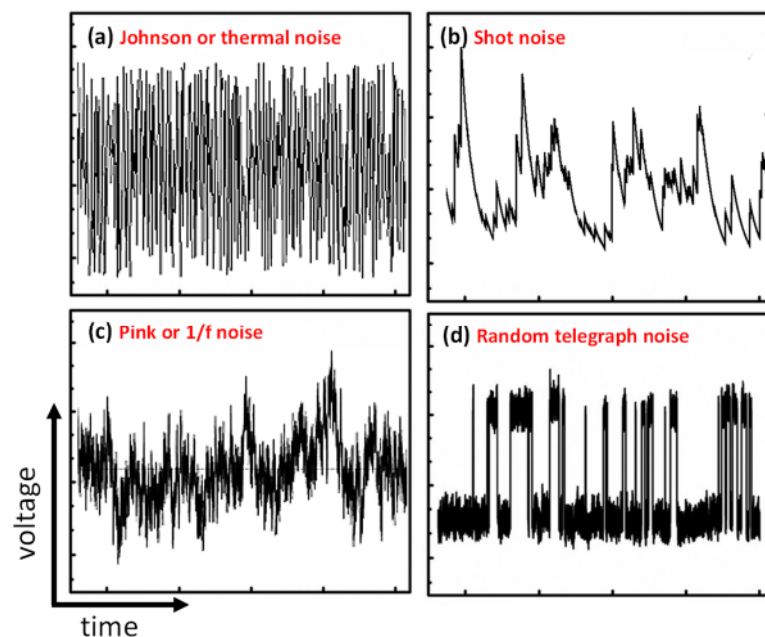 (a) Johnson or thermal noise
(b) Shot noise
(c) Pink or 1/f noise
(d) Random telegraph noise
voltage
time